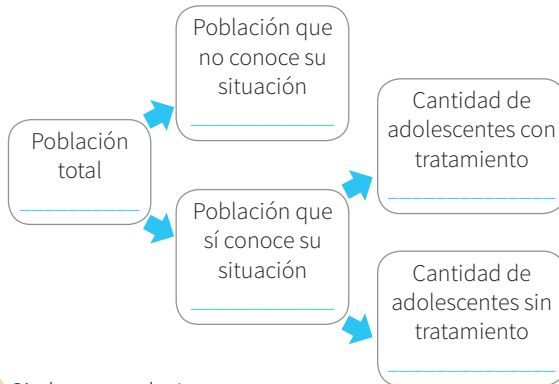 Población que
no conoce su
situación
Población
total
Cantidad de
adolescentes con
tratamiento
Población que
sí conoce su
situación
Cantidad de
adolescentes sin
tratamiento